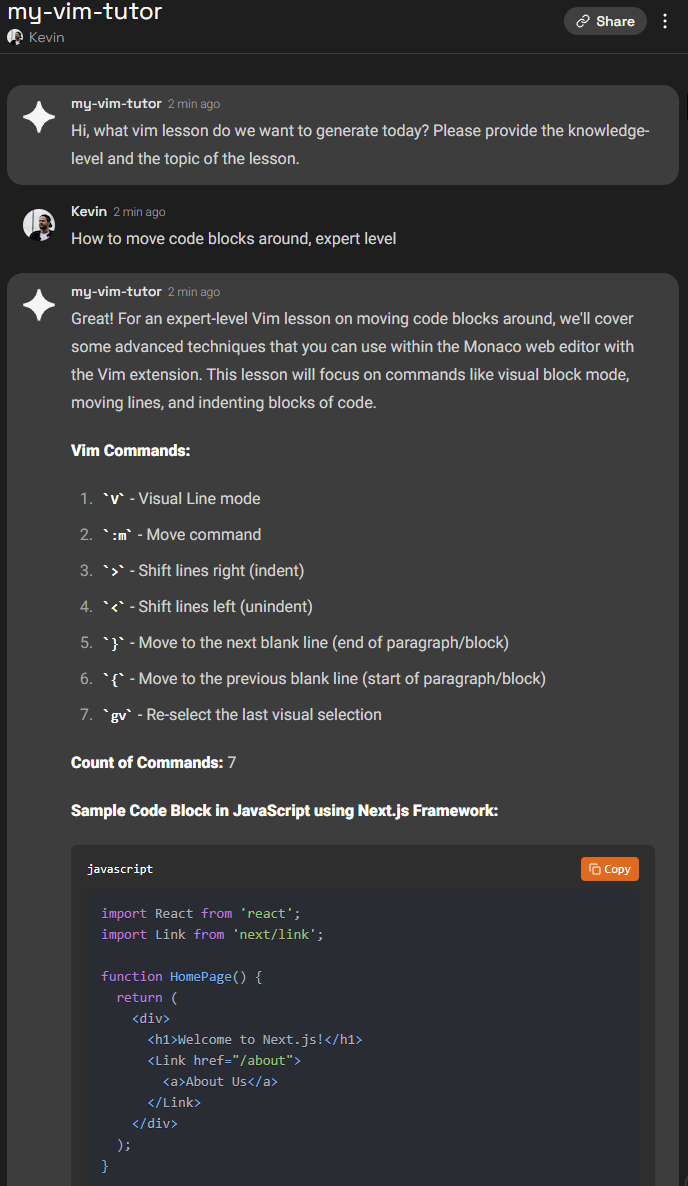 my-vim-tutor
Kevin
Share
my-vim-tutor 2 min ago
Hi, what vim lesson do we want to generate today? Please provide the knowledge-
level and the topic of the lesson.
Kevin 2 min ago
How to move code blocks around, expert level
my-vim-tutor 2 min ago
Great! For an expert-level Vim lesson on moving code blocks around, we'll cover
some advanced techniques that you can use within the Monaco web editor with
the Vim extension. This lesson will focus on commands like visual block mode,
moving lines, and indenting blocks of code.
Vim Commands:
1. `V` - Visual Line mode
2. `:m` - Move command
3. `>` - Shift lines right (indent)
4. `<` - Shift lines left (unindent)
5. `}` - Move to the next blank line (end of paragraph/block)
6. `{` - Move to the previous blank line (start of paragraph/block)
7. `gv` - Re-select the last visual selection
Count of Commands: 7
Sample Code Block in JavaScript using Next.js Framework:
javascript
Copy
import React from 'react';
import Link from 'next/link';
function HomePage() {
return (
<div>
<h1>Welcome to Next.js!</h1>
<Link href="/about">
<a>About Us</a>
</Link>
</div>
);
}